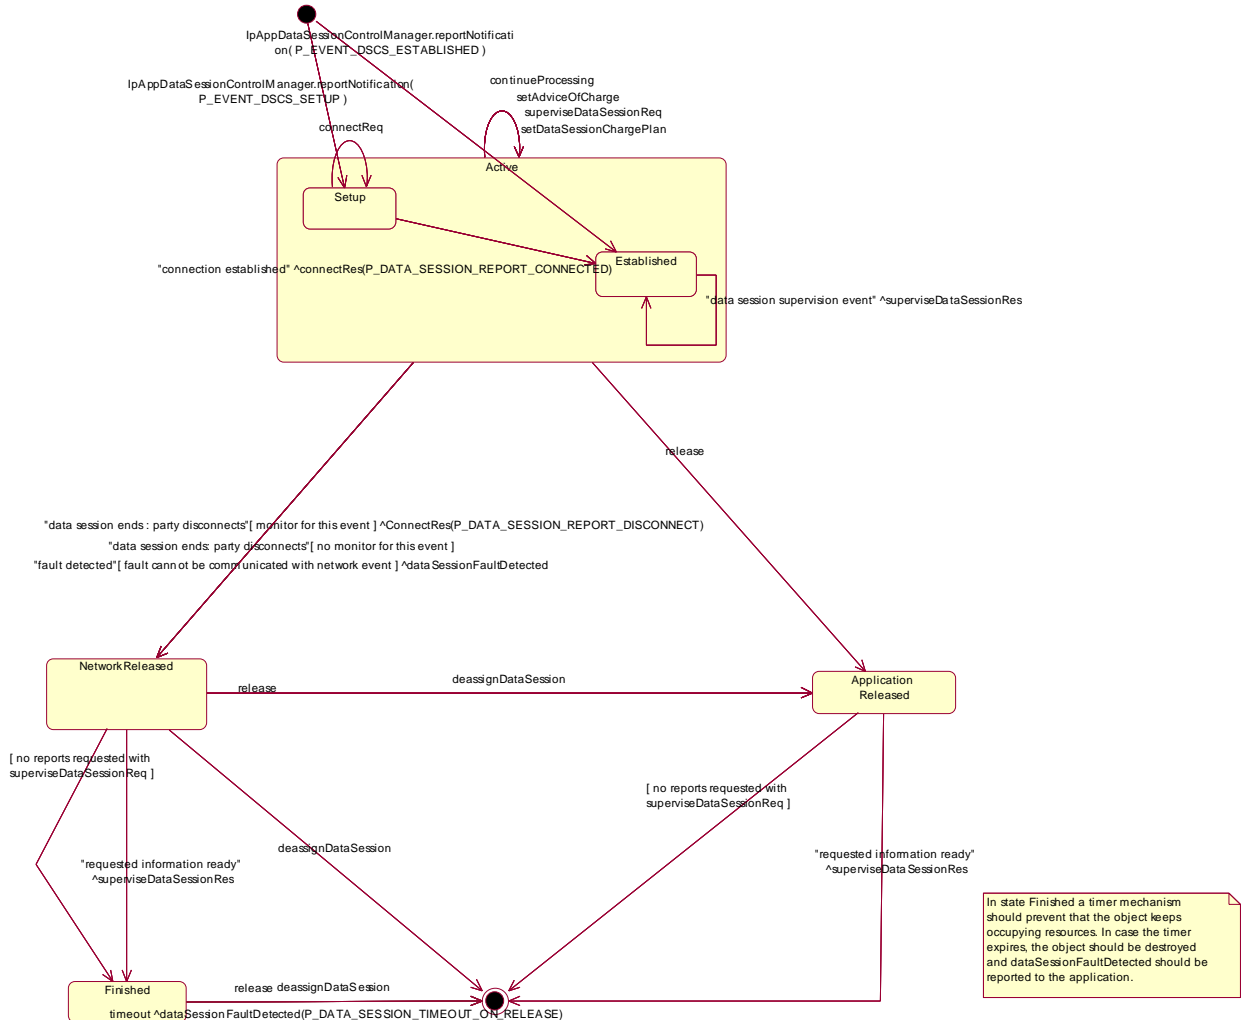 IpAppDataSessionControlManager.reportNotificati
on( P_EVENT_DSCS_ESTABLISHED )
IpAppDataSessionControlManager.reportNotification(
P_EVENT_DSCS_SETUP )
continueProcessing
setAdviceOfCharge
superviseDataSessionReq
setDataSessionChargePlan
connectReq
Active
Setup
Established
"connection established" ^connectRes(P_DATA_SESSION_REPORT_CONNECTED)
"data session supervision event" ^superviseDataSessionRes
release
"data session ends : party disconnects"[ monitor for this event ] ^ConnectRes(P_DATA_SESSION_REPORT_DISCONNECT)
"data session ends: party disconnects"[ no monitor for this event ]
"fault detected"[ fault cannot be communicated with network event ] ^dataSessionFaultDetected
NetworkReleased
release
deassignDataSession
Application
Released
[ no reports requested with
superviseDataSessionReq ]
[ no reports requested with
superviseDataSessionReq ]
deassignDataSession
"requested information ready"
^superviseDataSessionRes
"requested information ready"
^superviseDataSessionRes
In state Finished a timer mechanism
should prevent that the object keeps
occupying resources. In case the timer
expires, the object should be destroyed
and dataSessionFaultDetected should be
reported to the application.
Finished
release deassignDataSession
timeout ^dataSessionFaultDetected(P_DATA_SESSION_TIMEOUT_ON_RELEASE)